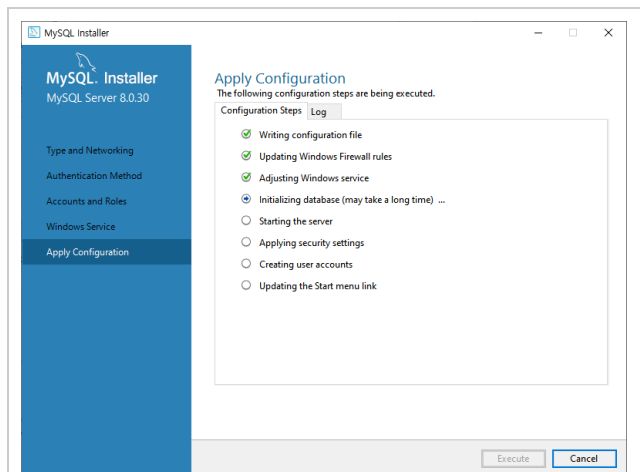 MySQL Installer
MySQL. Installer
MySQL Server 8.0.30
Type and Networking
Authentication Method
Accounts and Roles
Windows Service
Apply Configuration
Apply Configuration
The following configuration steps are being executed.
Configuration Steps Log
Writing configuration file
Updating Windows Firewall rules
Adjusting Windows service
Initializing database (may take a long time) ...
Starting the server
Applying security settings
Creating user accounts
Updating the Start menu link
Execute Cancel